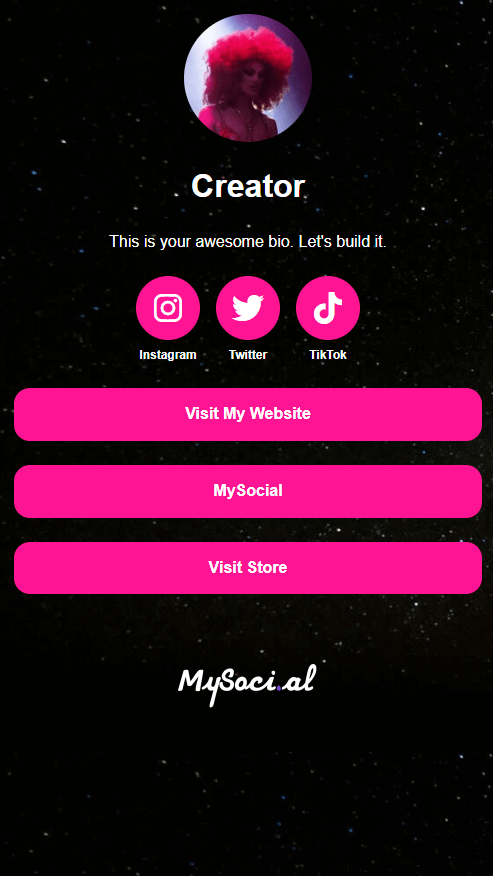 Creator
This is your awesome bio. Let's build it.
Instagram Twitter TikTok
Visit My Website
MySocial
Visit Store
MySoci.al